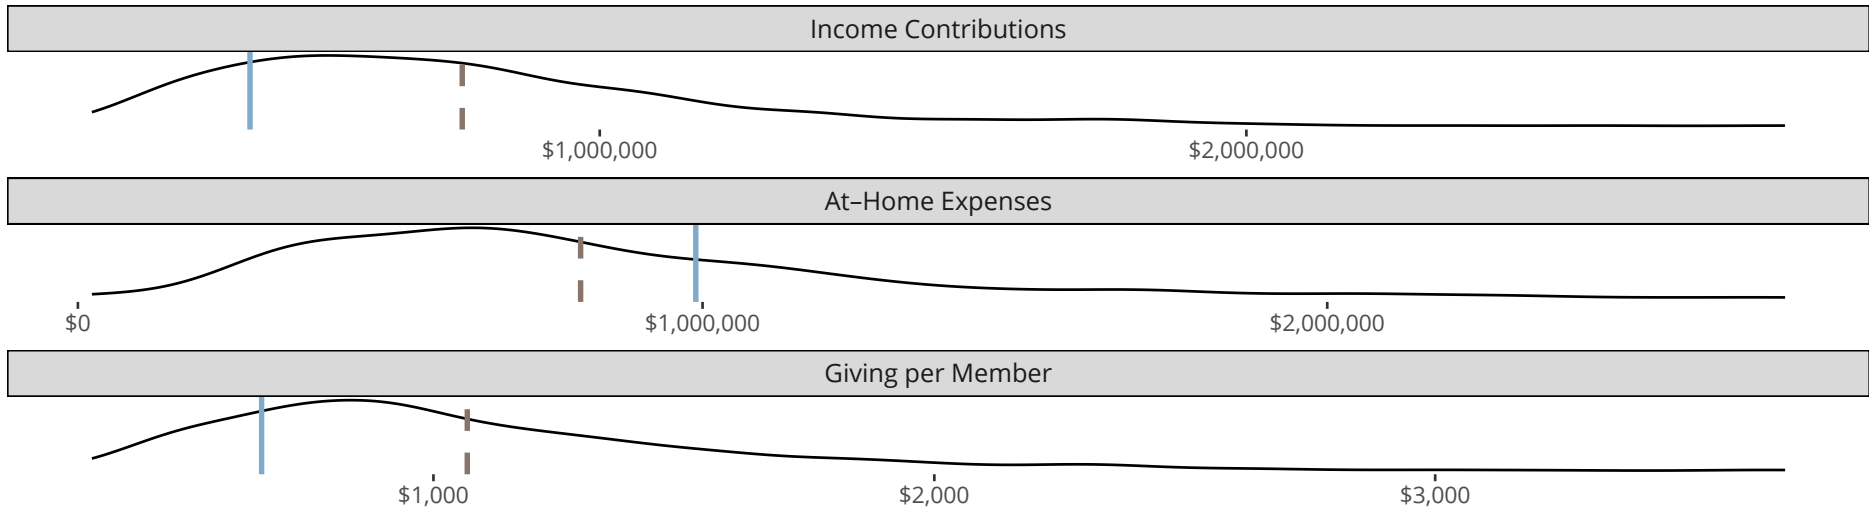 Income Contributions
$1,000,000 $2,000,000
At–Home Expenses
$0 $1,000,000 $2,000,000
Giving per Member
$1,000 $2,000 $3,000